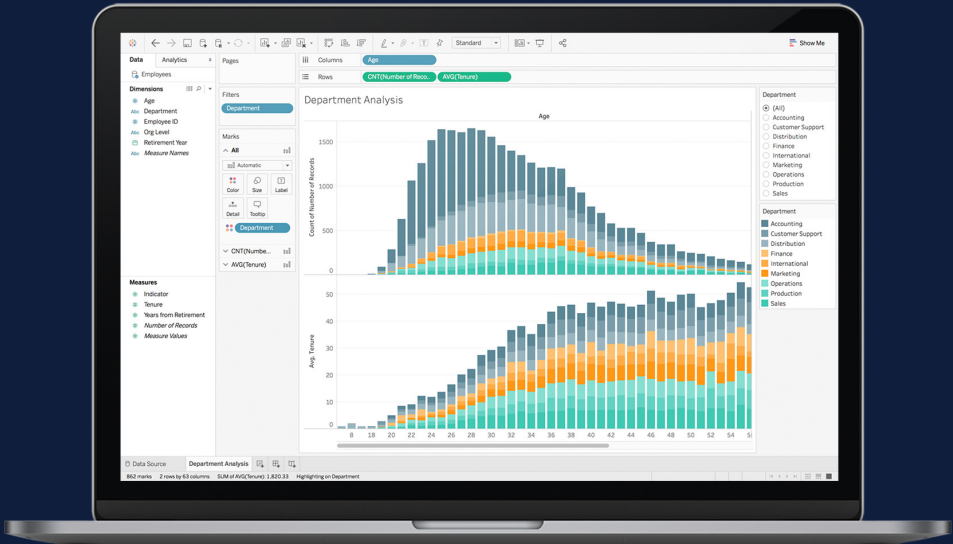 Standard
Show Me
Data
Analytics
Employees
Dimensions
Age
Abc Department
Abc Employee ID
Abc Org Level
Retirement Year
Abc Measure Names
Measures
Indicator
Tenure
Years from Retirement
Number of Records
Measure Values
Pages
Filters
Department
Marks
All
Automatic
Color
Size
Label
Detail
Tooltip
Department
CNT(Numbe...
AVG(Tenure)
Columns
Age
Rows
CNT(Number of Reco..
AVG(Tenure)
Department Analysis
Age
Count of Number of Records
1500
1000
500
0
Avg. Tenure
50
40
30
20
10
0
8 18 20 22 24 26 28 30 32 34 36 38 40 42 44 46 48 50 52 54
Department
(All)
Accounting
Customer Support
Distribution
Finance
International
Marketing
Operations
Production
Sales
Department
Accounting
Customer Support
Distribution
Finance
International
Marketing
Operations
Production
Sales
Data Source
Department Analysis
862 marks 2 rows by 63 columns SUM of AVG(Tenure): 1,820.33 Highlighting on Department